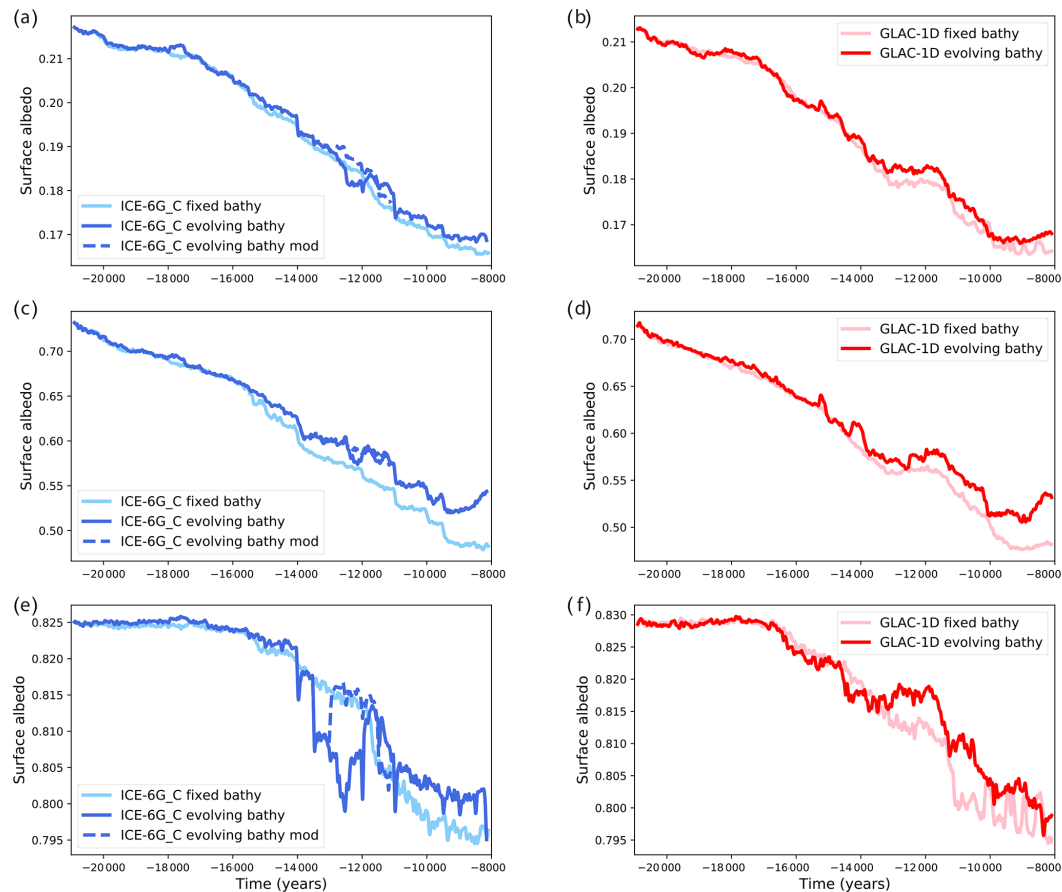 (a)
Surface albedo
0.21
0.20
0.19
0.18
0.17
ICE-6G_C fixed bathy
ICE-6G_C evolving bathy
ICE-6G_C evolving bathy mod
−20000 −18000 −16000 −14000 −12000 −10000 −8000
(b)
Surface albedo
0.21
0.20
0.19
0.18
0.17
GLAC-1D fixed bathy
GLAC-1D evolving bathy
−20000 −18000 −16000 −14000 −12000 −10000 −8000
(c)
Surface albedo
0.70
0.65
0.60
0.55
0.50
ICE-6G_C fixed bathy
ICE-6G_C evolving bathy
ICE-6G_C evolving bathy mod
−20000 −18000 −16000 −14000 −12000 −10000 −8000
(d)
Surface albedo
0.70
0.65
0.60
0.55
0.50
GLAC-1D fixed bathy
GLAC-1D evolving bathy
−20000 −18000 −16000 −14000 −12000 −10000 −8000
(e)
Surface albedo
0.825
0.820
0.815
0.810
0.805
0.800
0.795
ICE-6G_C fixed bathy
ICE-6G_C evolving bathy
ICE-6G_C evolving bathy mod
−20000 −18000 −16000 −14000 −12000 −10000 −8000
Time (years)
(f)
Surface albedo
0.830
0.825
0.820
0.815
0.810
0.805
0.800
0.795
GLAC-1D fixed bathy
GLAC-1D evolving bathy
−20000 −18000 −16000 −14000 −12000 −10000 −8000
Time (years)